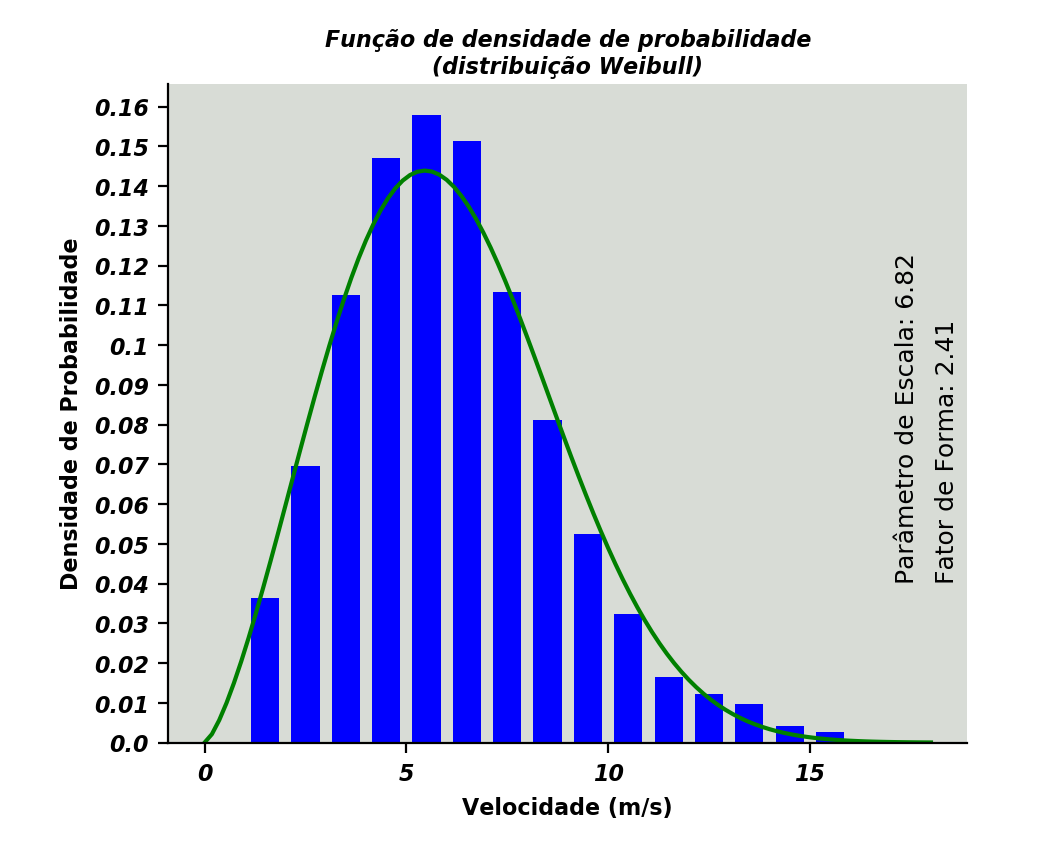 Função de densidade de probabilidade
(distribuição Weibull)
0.16
0.15
0.14
0.13
0.12
0.11
0.1
0.09
0.08
0.07
0.06
0.05
0.04
0.03
0.02
0.01
0.0
Densidade de Probabilidade
0 5 10 15
Velocidade (m/s)
Parâmetro de Escala: 6.82
Fator de Forma: 2.41